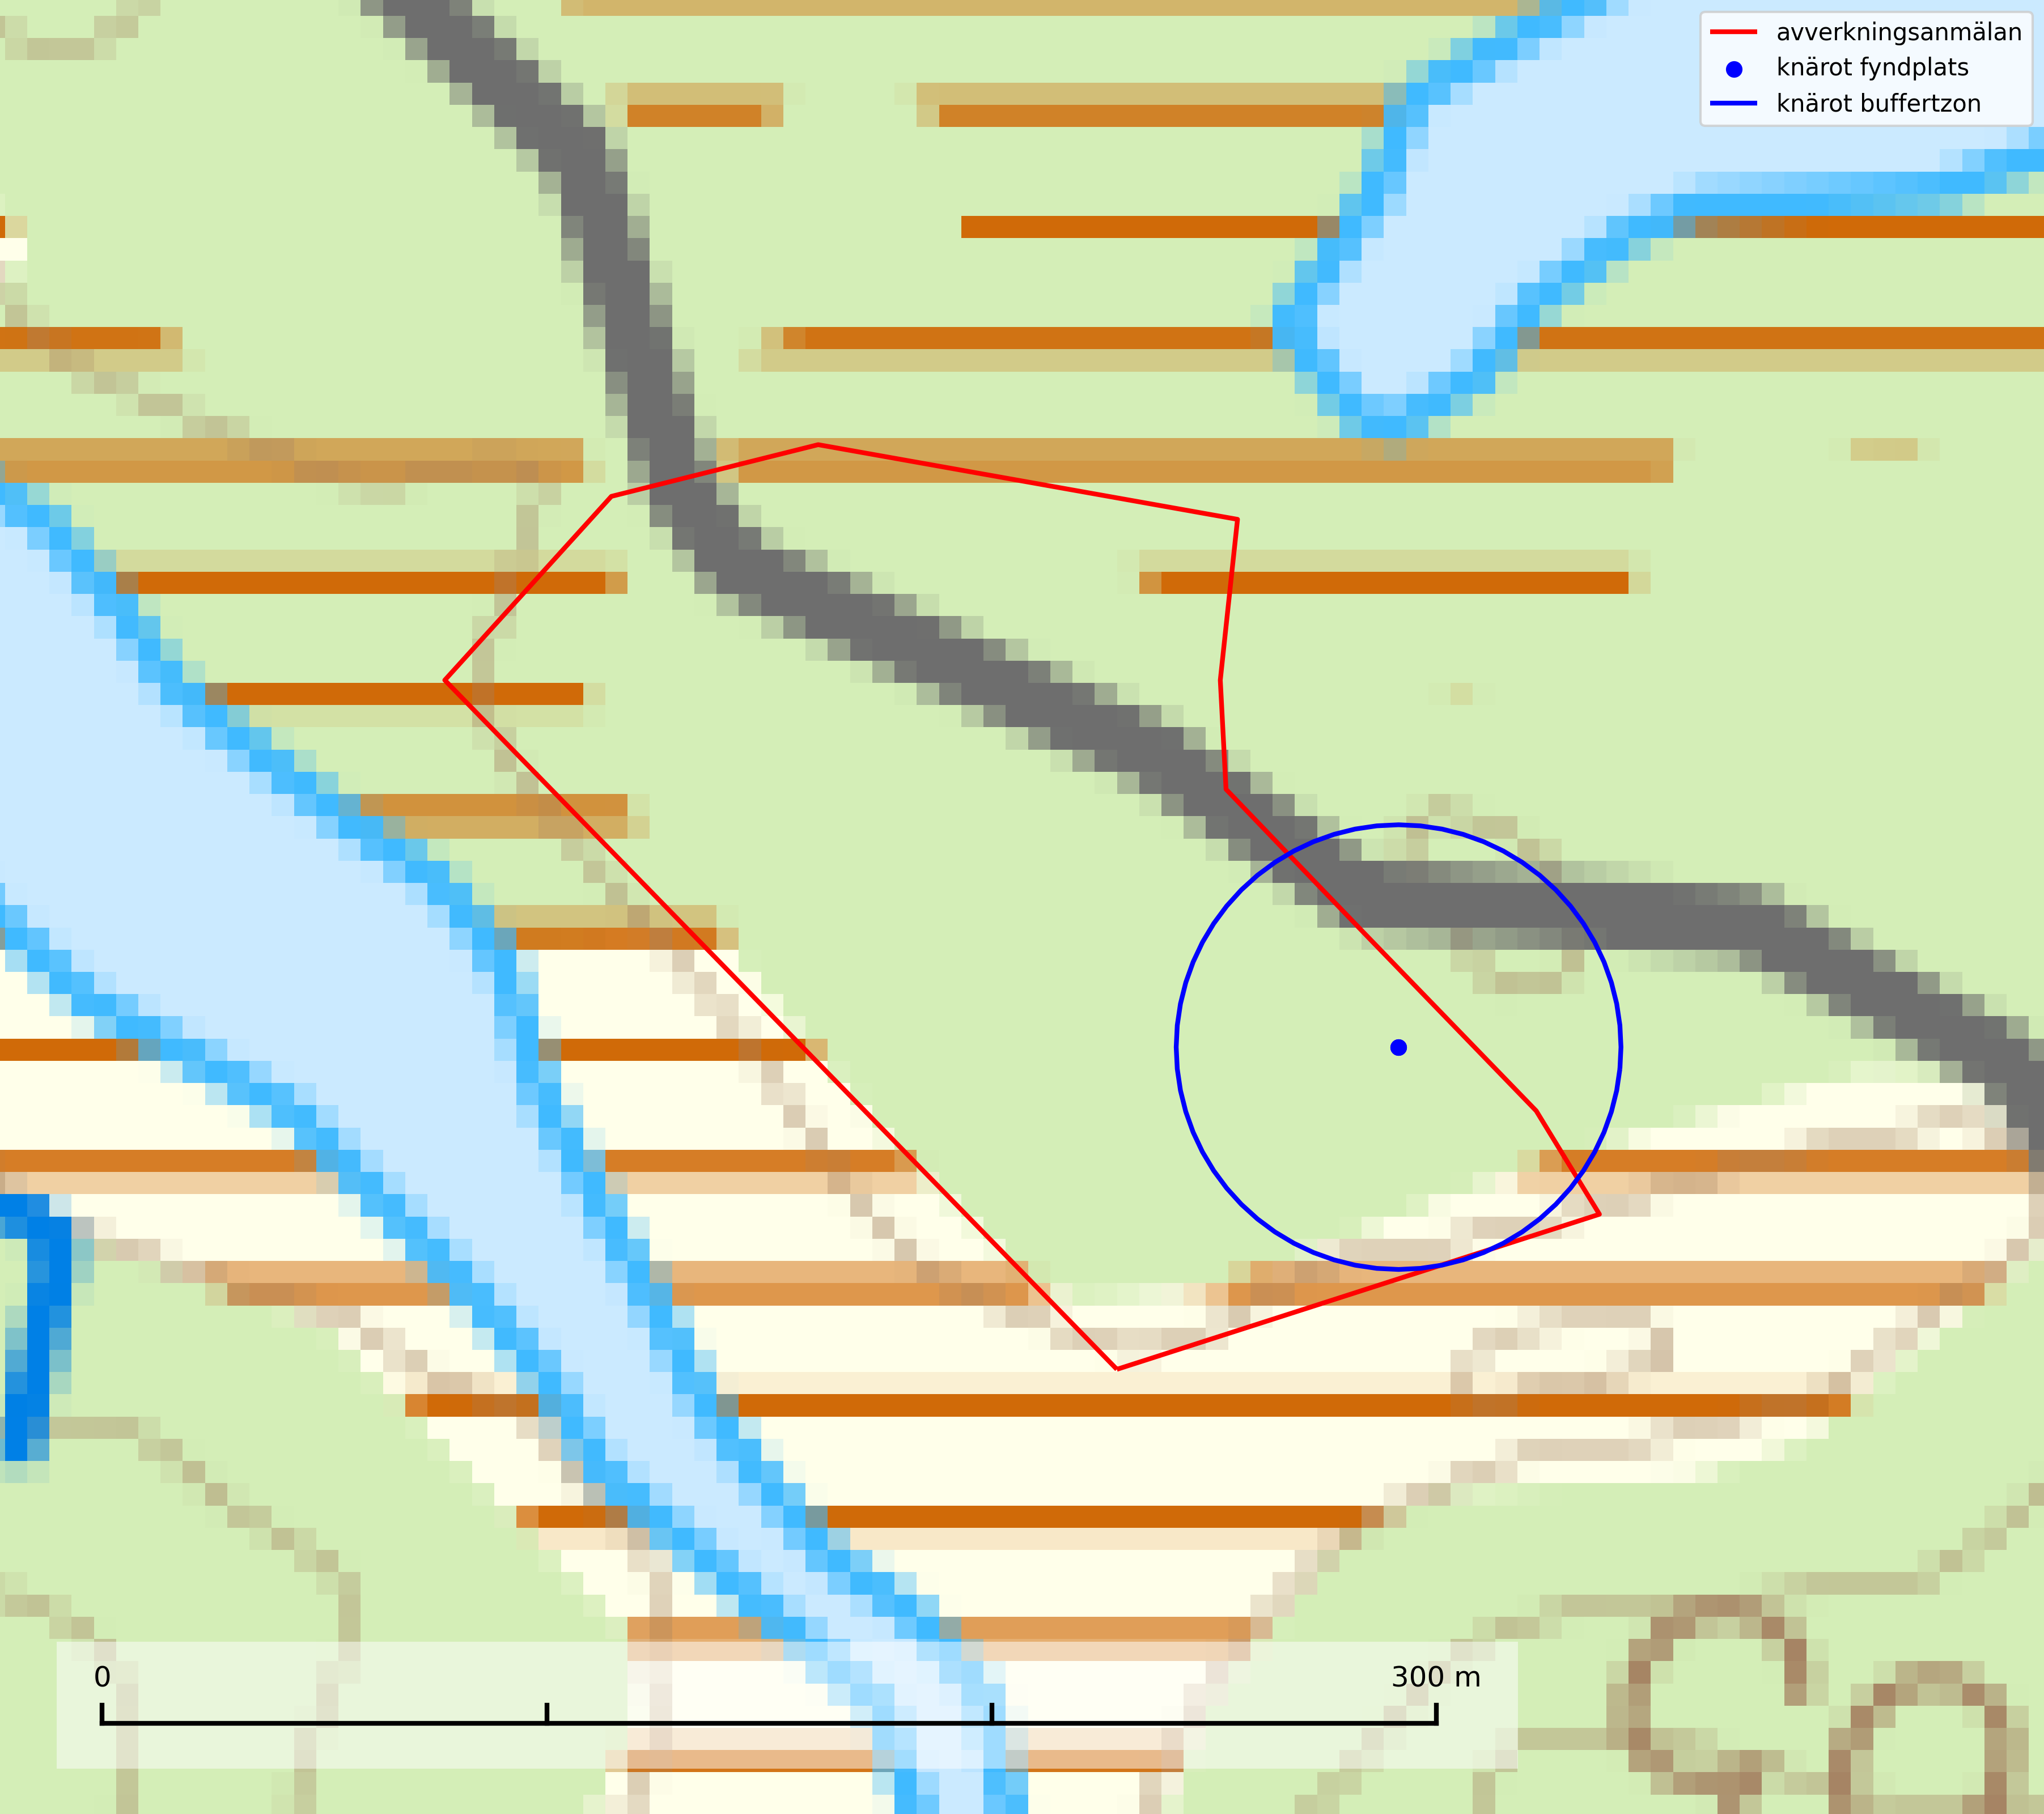 avverkningsanmälan
knärot fyndplats
knärot buffertzon
0 300 m